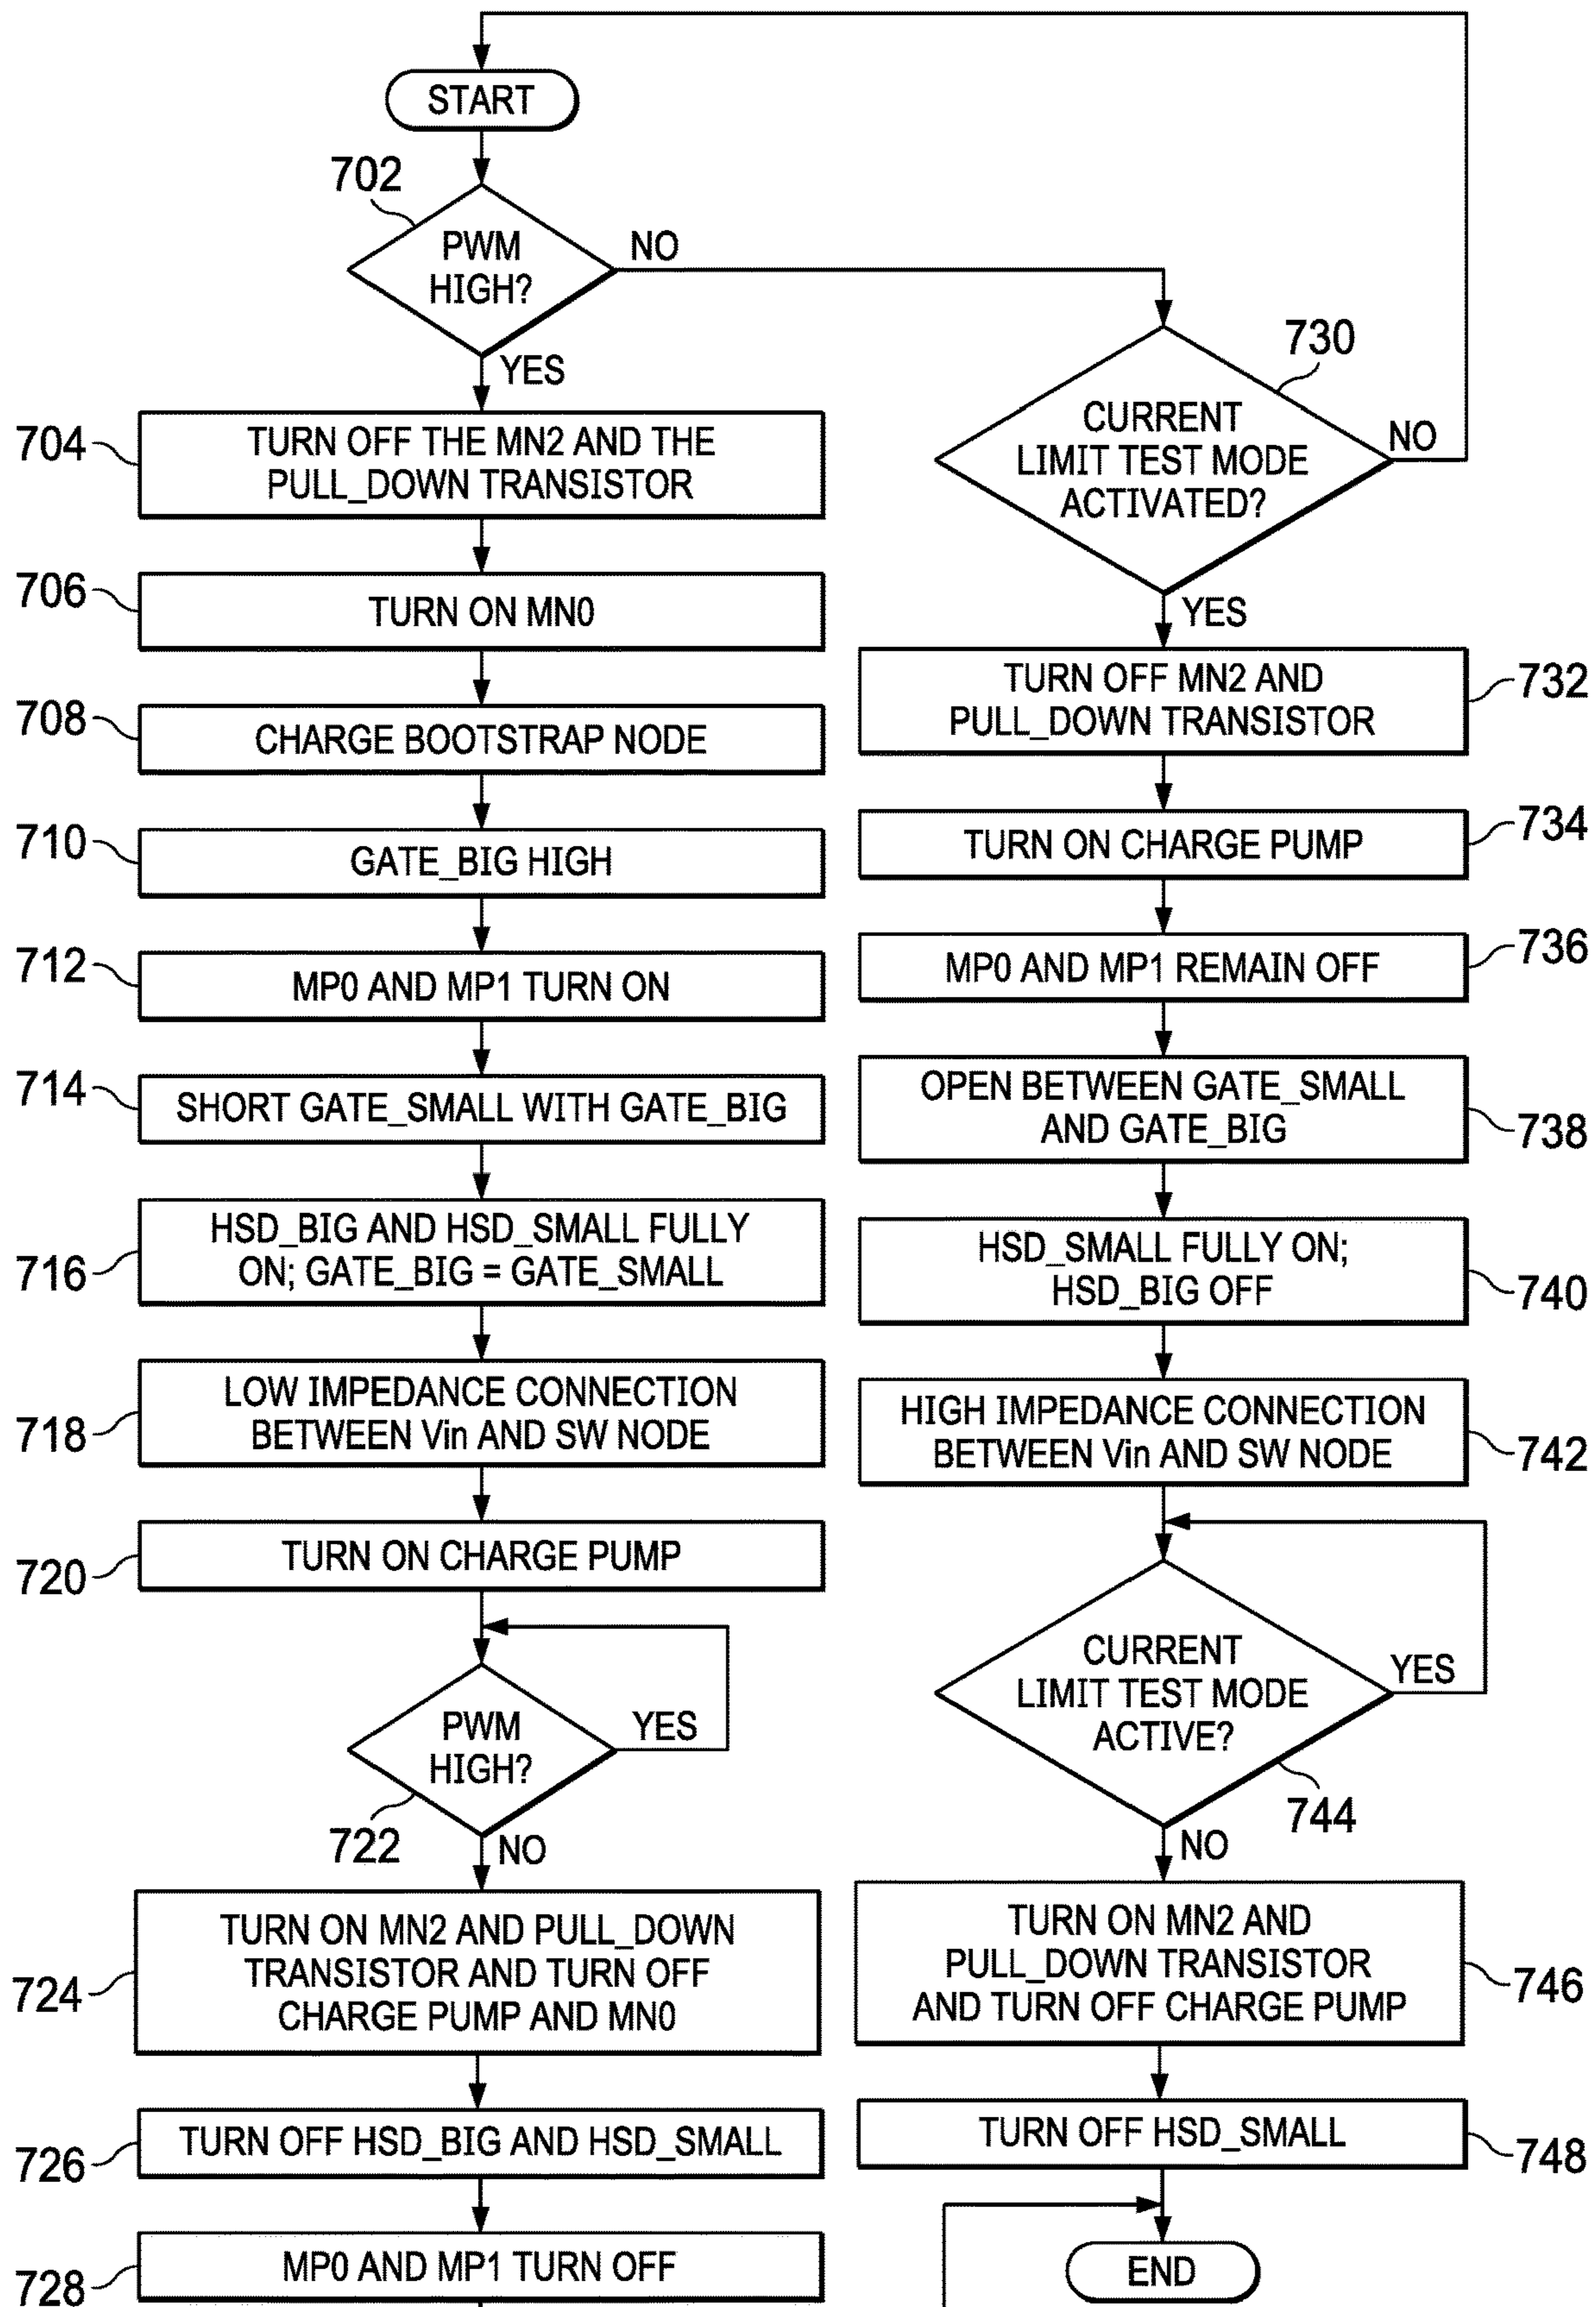 START
702
PWM
HIGH?
NO
YES
704
TURN OFF THE MN2 AND THE
PULL_DOWN TRANSISTOR
706
TURN ON MN0
708
CHARGE BOOTSTRAP NODE
710
GATE_BIG HIGH
712
MP0 AND MP1 TURN ON
714
SHORT GATE_SMALL WITH GATE_BIG
716
HSD_BIG AND HSD_SMALL FULLY
ON; GATE_BIG = GATE_SMALL
718
LOW IMPEDANCE CONNECTION
BETWEEN Vin AND SW NODE
720
TURN ON CHARGE PUMP
PWM
HIGH?
YES
722
NO
724
TURN ON MN2 AND PULL_DOWN
TRANSISTOR AND TURN OFF
CHARGE PUMP AND MN0
726
TURN OFF HSD_BIG AND HSD_SMALL
728
MP0 AND MP1 TURN OFF
730
CURRENT
LIMIT TEST MODE
ACTIVATED?
NO
YES
TURN OFF MN2 AND
PULL_DOWN TRANSISTOR
732
TURN ON CHARGE PUMP
734
MP0 AND MP1 REMAIN OFF
736
OPEN BETWEEN GATE_SMALL
AND GATE_BIG
738
HSD_SMALL FULLY ON;
HSD_BIG OFF
740
HIGH IMPEDANCE CONNECTION
BETWEEN Vin AND SW NODE
742
CURRENT
LIMIT TEST MODE
ACTIVE?
YES
744
NO
TURN ON MN2 AND
PULL_DOWN TRANSISTOR
AND TURN OFF CHARGE PUMP
746
TURN OFF HSD_SMALL
748
END